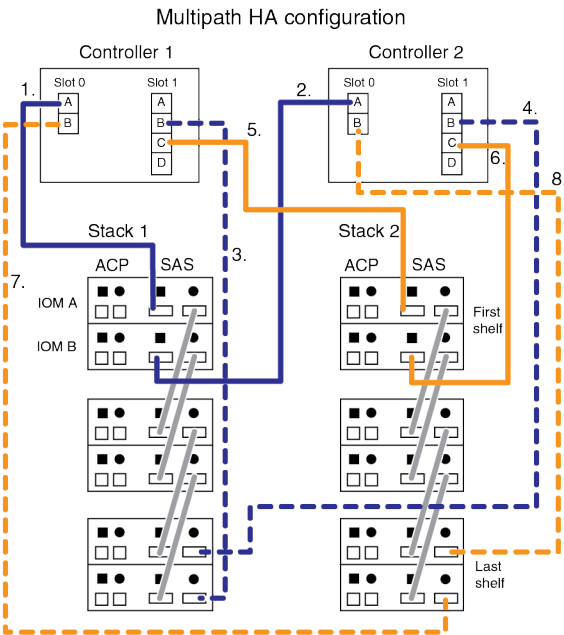 Multipath HA configuration
Controller 1
Controller 2
Slot 0
Slot 1
Slot 0
Slot 1
1.
A
B
A
B
C
D
2.
A
B
A
B
C
D
4.
5.
6.
8.
Stack 1
Stack 2
3.
7.
ACP
SAS
ACP
SAS
IOM A
IOM B
First
shelf
Last
shelf